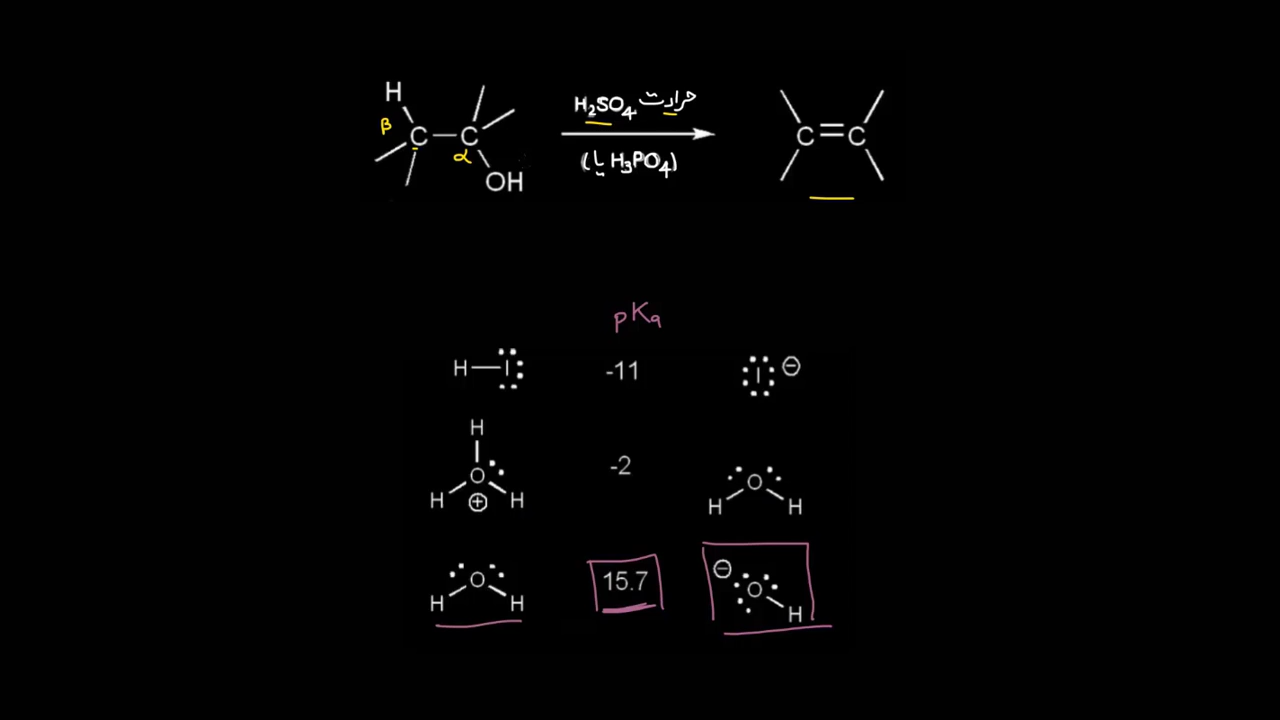 H
β C C α OH
H₂SO₄ حرارت
(یا H₃PO₄)
C=C
pKa
H—I -11 I ⊖
H
O -2 O
H ⊕ H H H
O 15.7 ⊖ O
H H H